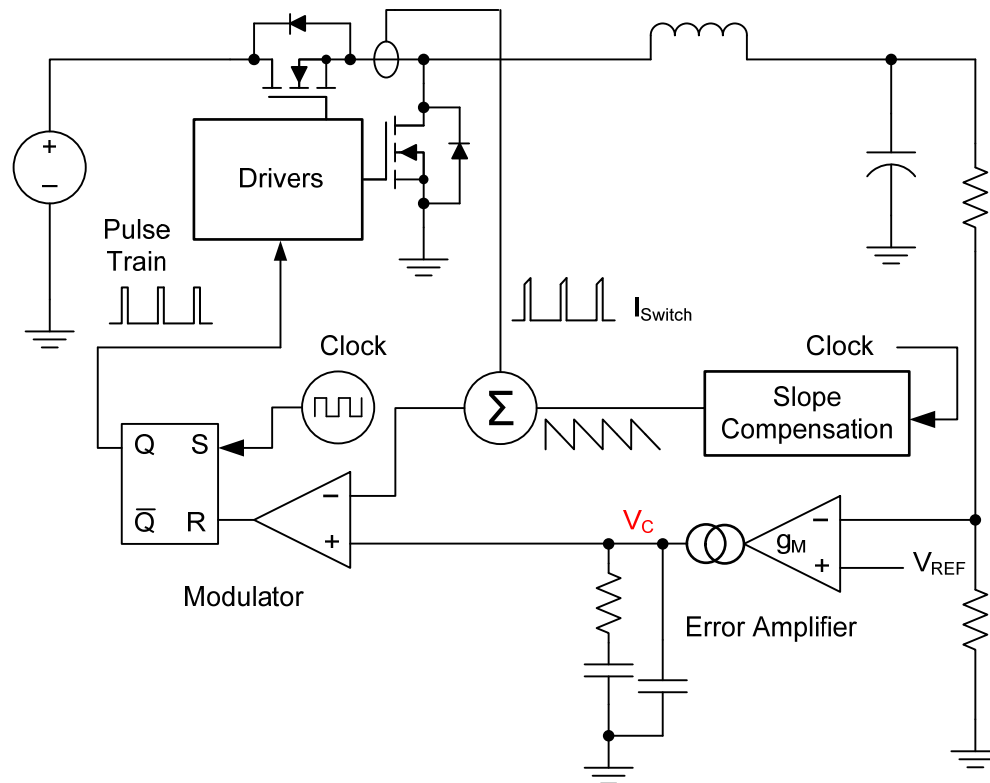 +
−
Drivers
Pulse
Train
I_Switch
Clock
Clock
Σ
Slope
Compensation
Q S
Q̅ R
−
+
V_C
g_M
−
+
V_REF
Modulator
Error Amplifier